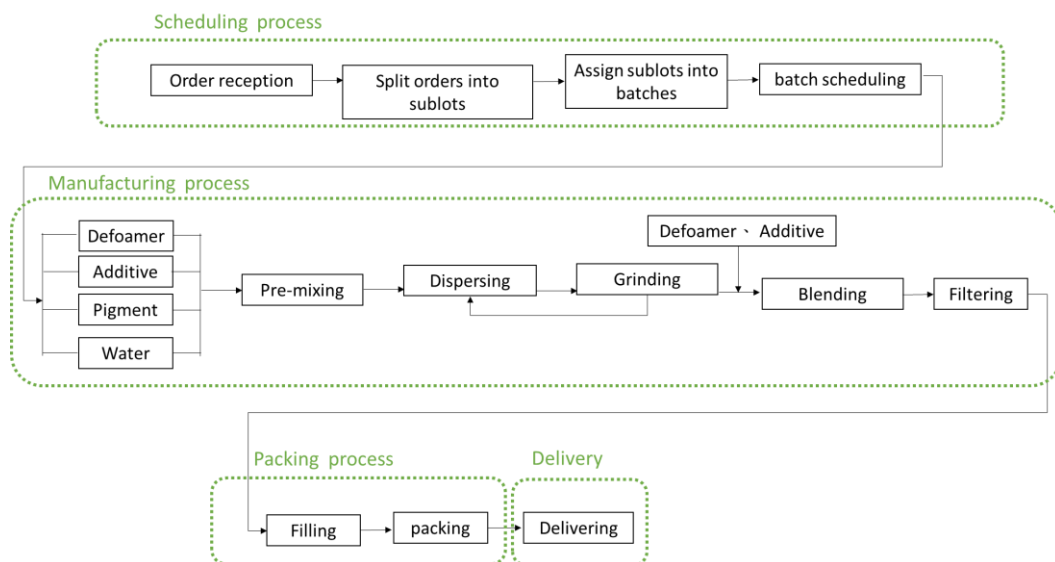 Scheduling process
Order reception
Split orders into
sublots
Assign sublots into
batches
batch scheduling
Manufacturing process
Defoamer
Additive
Pigment
Water
Pre-mixing
Dispersing
Grinding
Defoamer、 Additive
Blending
Filtering
Packing process
Filling
packing
Delivery
Delivering